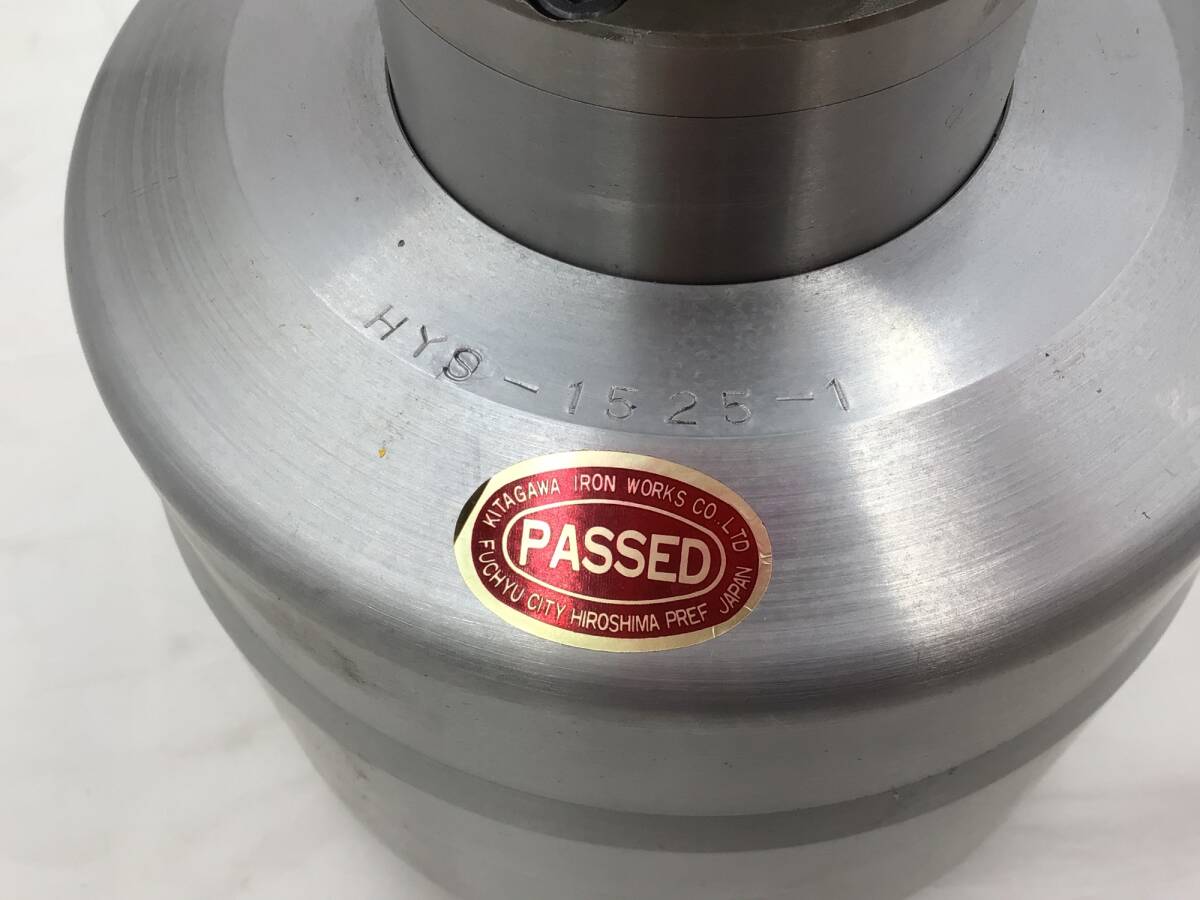 HYS-1525-1
KITAGAWA IRON WORKS CO.,LTD
PASSED
FUCHYU CITY HIROSHIMA PREF JAPAN